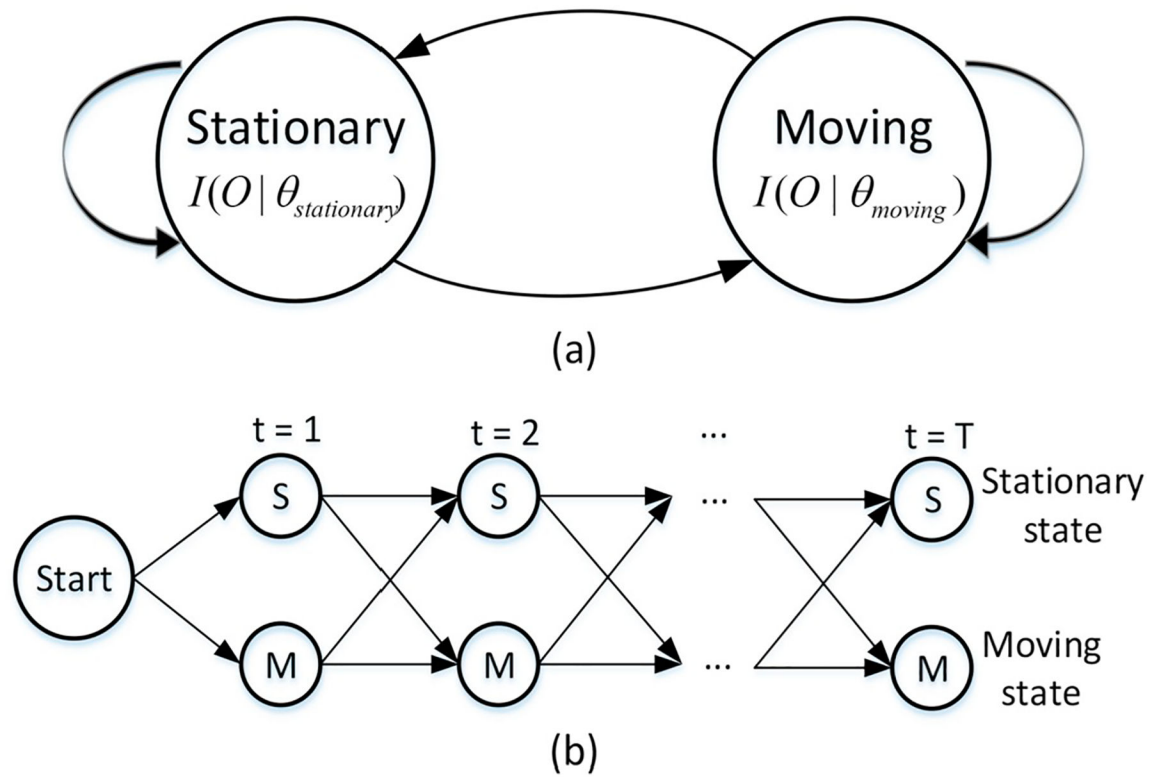 Stationary
I(O | θstationary)
Moving
I(O | θmoving)
(a)
t = 1
t = 2
...
t = T
Start
S
S
...
S
Stationary
state
M
M
...
M
Moving
state
(b)